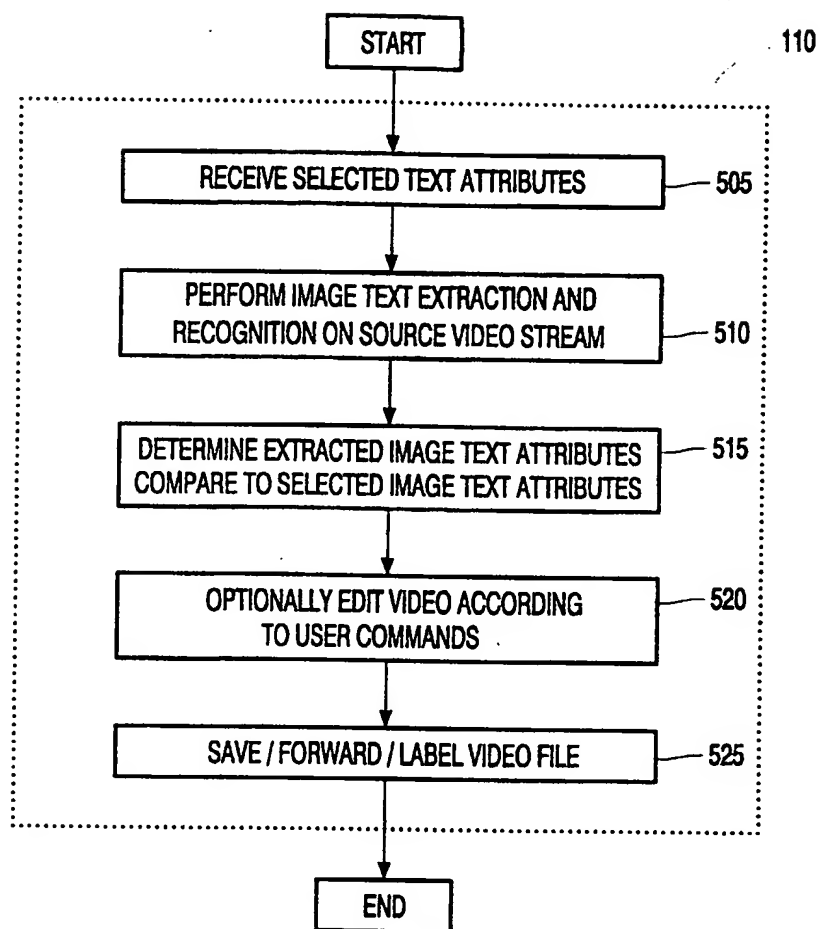 START
110
RECEIVE SELECTED TEXT ATTRIBUTES
505
PERFORM IMAGE TEXT EXTRACTION AND
RECOGNITION ON SOURCE VIDEO STREAM
510
DETERMINE EXTRACTED IMAGE TEXT ATTRIBUTES
COMPARE TO SELECTED IMAGE TEXT ATTRIBUTES
515
OPTIONALLY EDIT VIDEO ACCORDING
TO USER COMMANDS
520
SAVE / FORWARD / LABEL VIDEO FILE
525
END